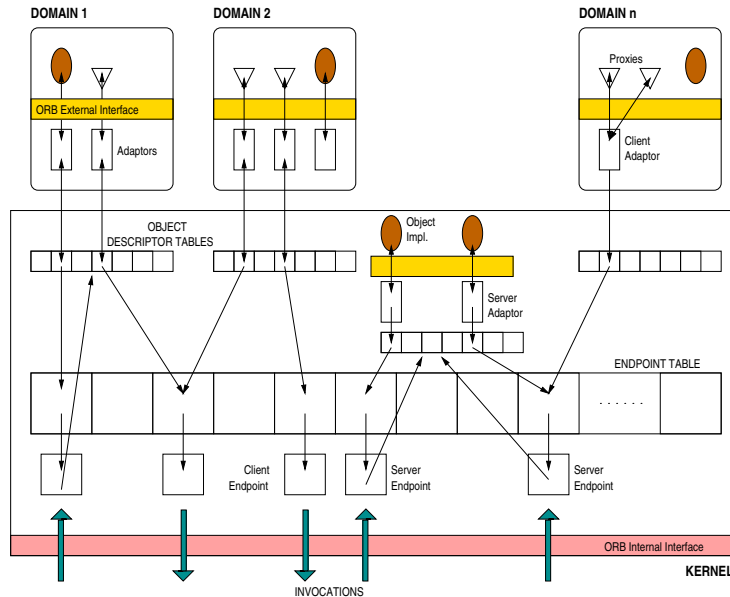 DOMAIN 1
DOMAIN 2
DOMAIN n
Proxies
ORB External Interface
Adaptors
Client
Adaptor
OBJECT
DESCRIPTOR TABLES
Object
Impl.
Server
Adaptor
ENDPOINT TABLE
. . . . . .
Client
Endpoint
Server
Endpoint
Server
Endpoint
ORB Internal Interface
KERNEL
INVOCATIONS